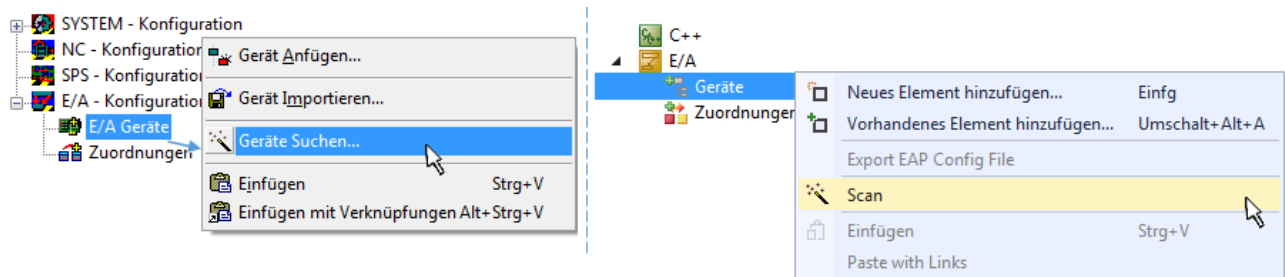 SYSTEM - Konfiguration
NC - Konfiguration
SPS - Konfiguration
E/A - Konfiguration
E/A Geräte
Zuordnungen
Gerät Anfügen...
Gerät Importieren...
Geräte Suchen...
Einfügen Strg+V
Einfügen mit Verknüpfungen Alt+Strg+V
C++
E/A
Geräte
Zuordnungen
Neues Element hinzufügen... Einfg
Vorhandenes Element hinzufügen... Umschalt+Alt+A
Export EAP Config File
Scan
Einfügen Strg+V
Paste with Links